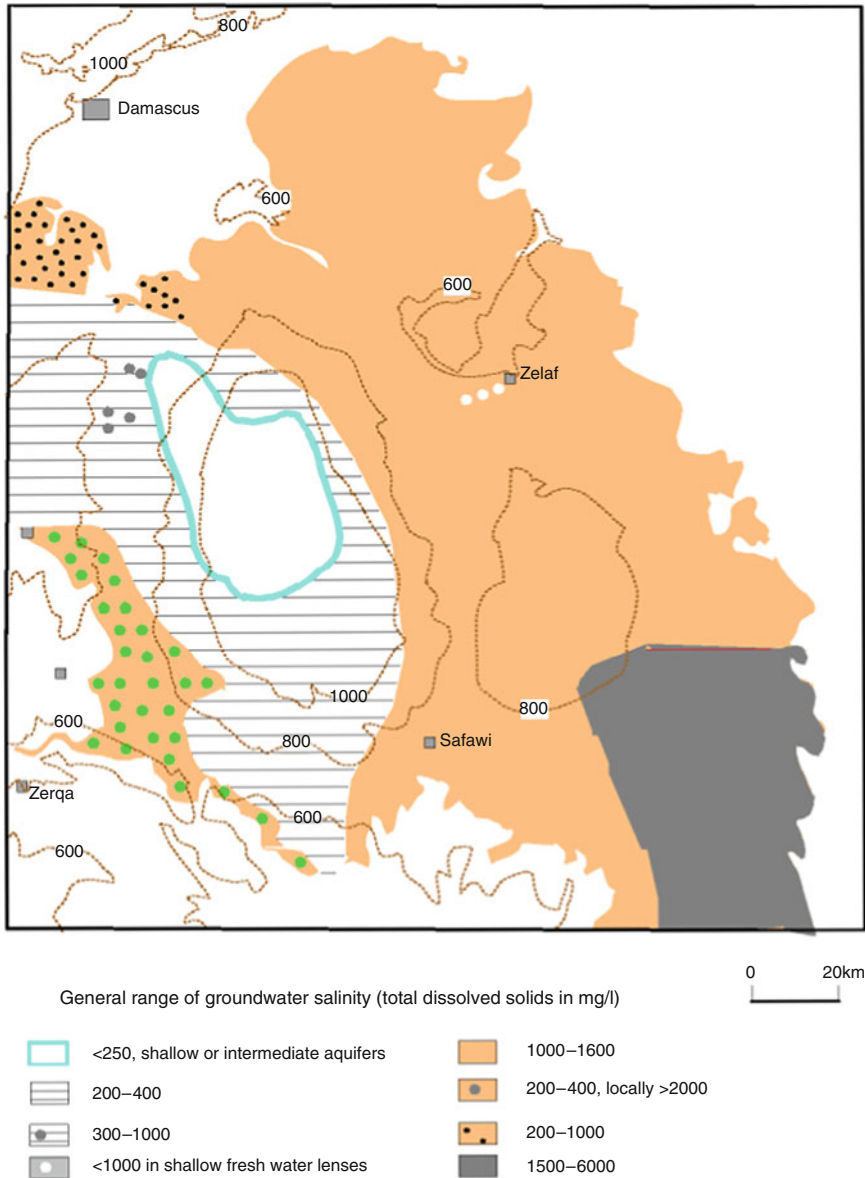 800
1000
Damascus
600
600
Zelaf
1000
800
800
Safawi
600
Zerqa
600
600
0 20km
General range of groundwater salinity (total dissolved solids in mg/l)
<250, shallow or intermediate aquifers
200–400
300–1000
<1000 in shallow fresh water lenses
1000–1600
200–400, locally >2000
200–1000
1500–6000